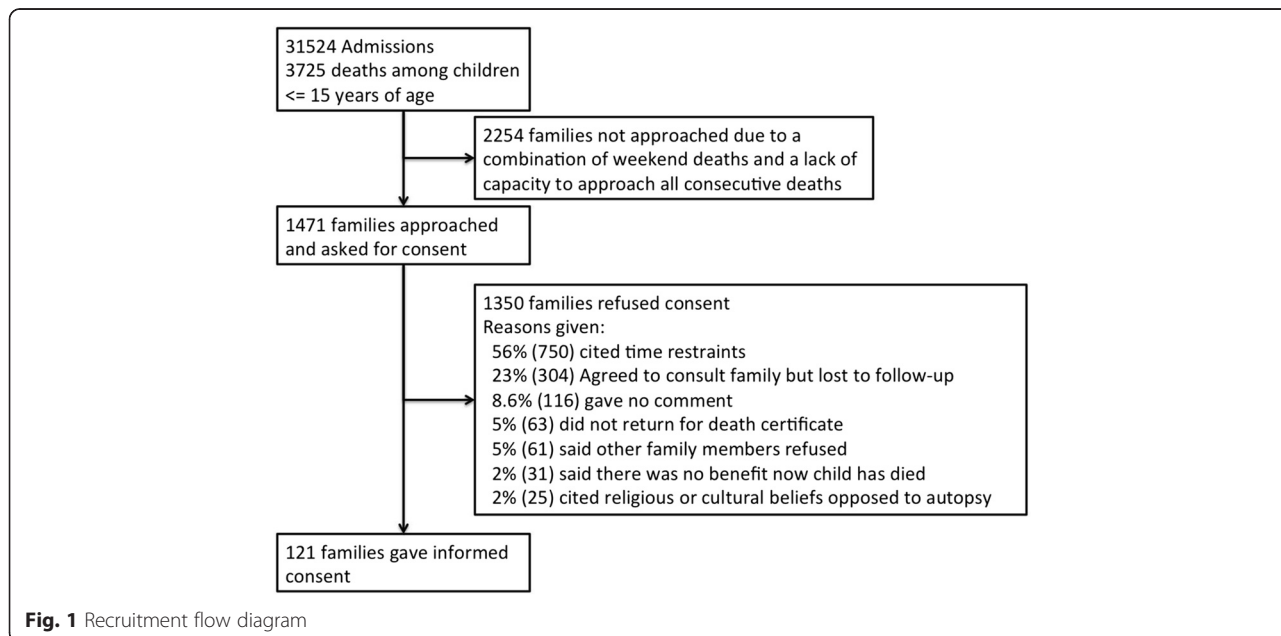 31524 Admissions
3725 deaths among children
<= 15 years of age
2254 families not approached due to a
combination of weekend deaths and a lack of
capacity to approach all consecutive deaths
1471 families approached
and asked for consent
1350 families refused consent
Reasons given:
56% (750) cited time restraints
23% (304) Agreed to consult family but lost to follow-up
8.6% (116) gave no comment
5% (63) did not return for death certificate
5% (61) said other family members refused
2% (31) said there was no benefit now child has died
2% (25) cited religious or cultural beliefs opposed to autopsy
121 families gave informed
consent
Fig. 1 Recruitment flow diagram